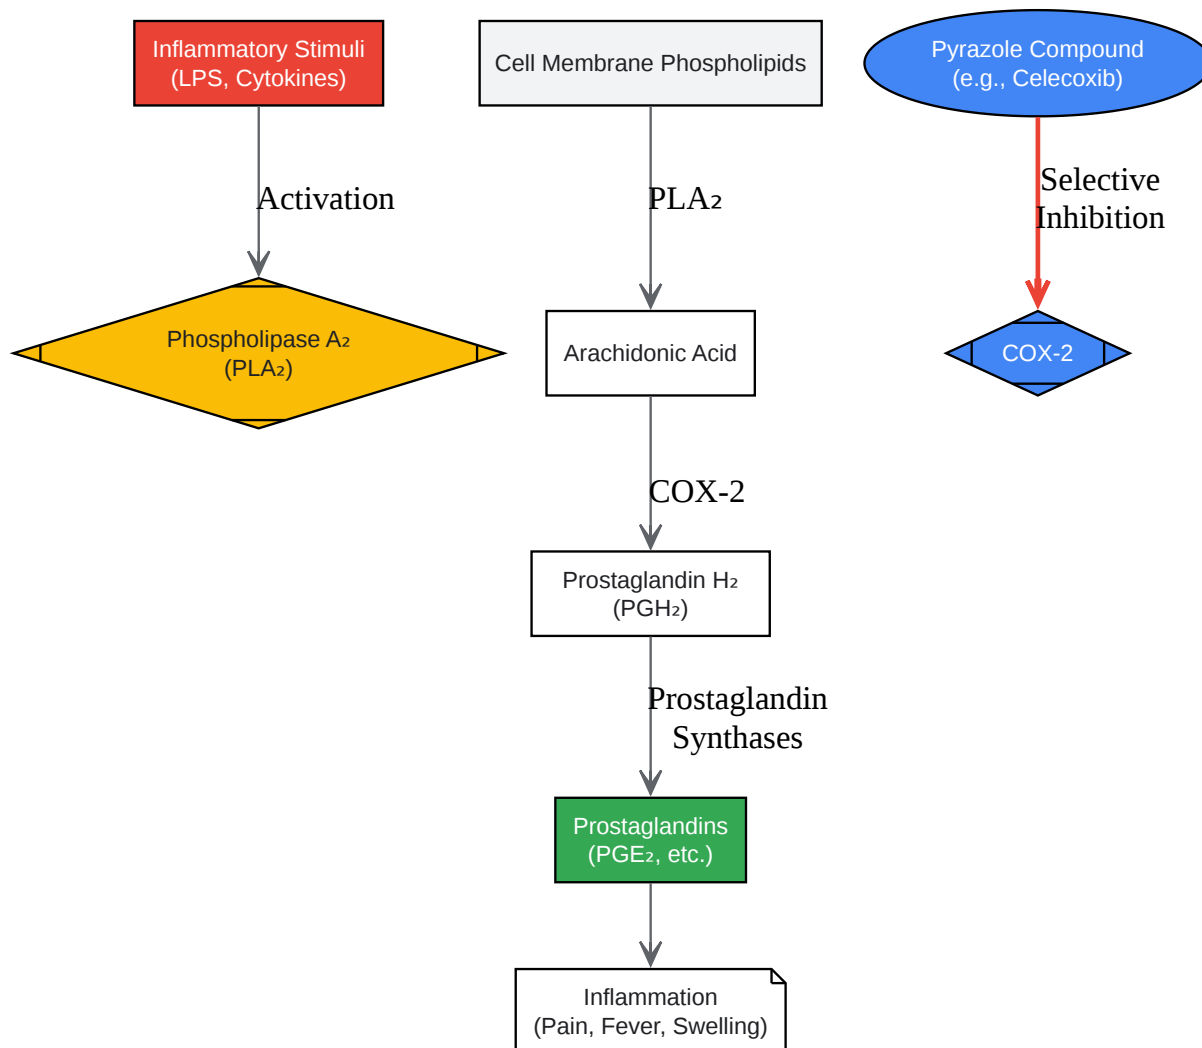 Inflammatory Stimuli
(LPS, Cytokines)
Cell Membrane Phospholipids
Pyrazole Compound
(e.g., Celecoxib)
Activation
PLA₂
Selective
Inhibition
Phospholipase A₂
(PLA₂)
Arachidonic Acid
COX-2
COX-2
Prostaglandin H₂
(PGH₂)
Prostaglandin
Synthases
Prostaglandins
(PGE₂, etc.)
Inflammation
(Pain, Fever, Swelling)